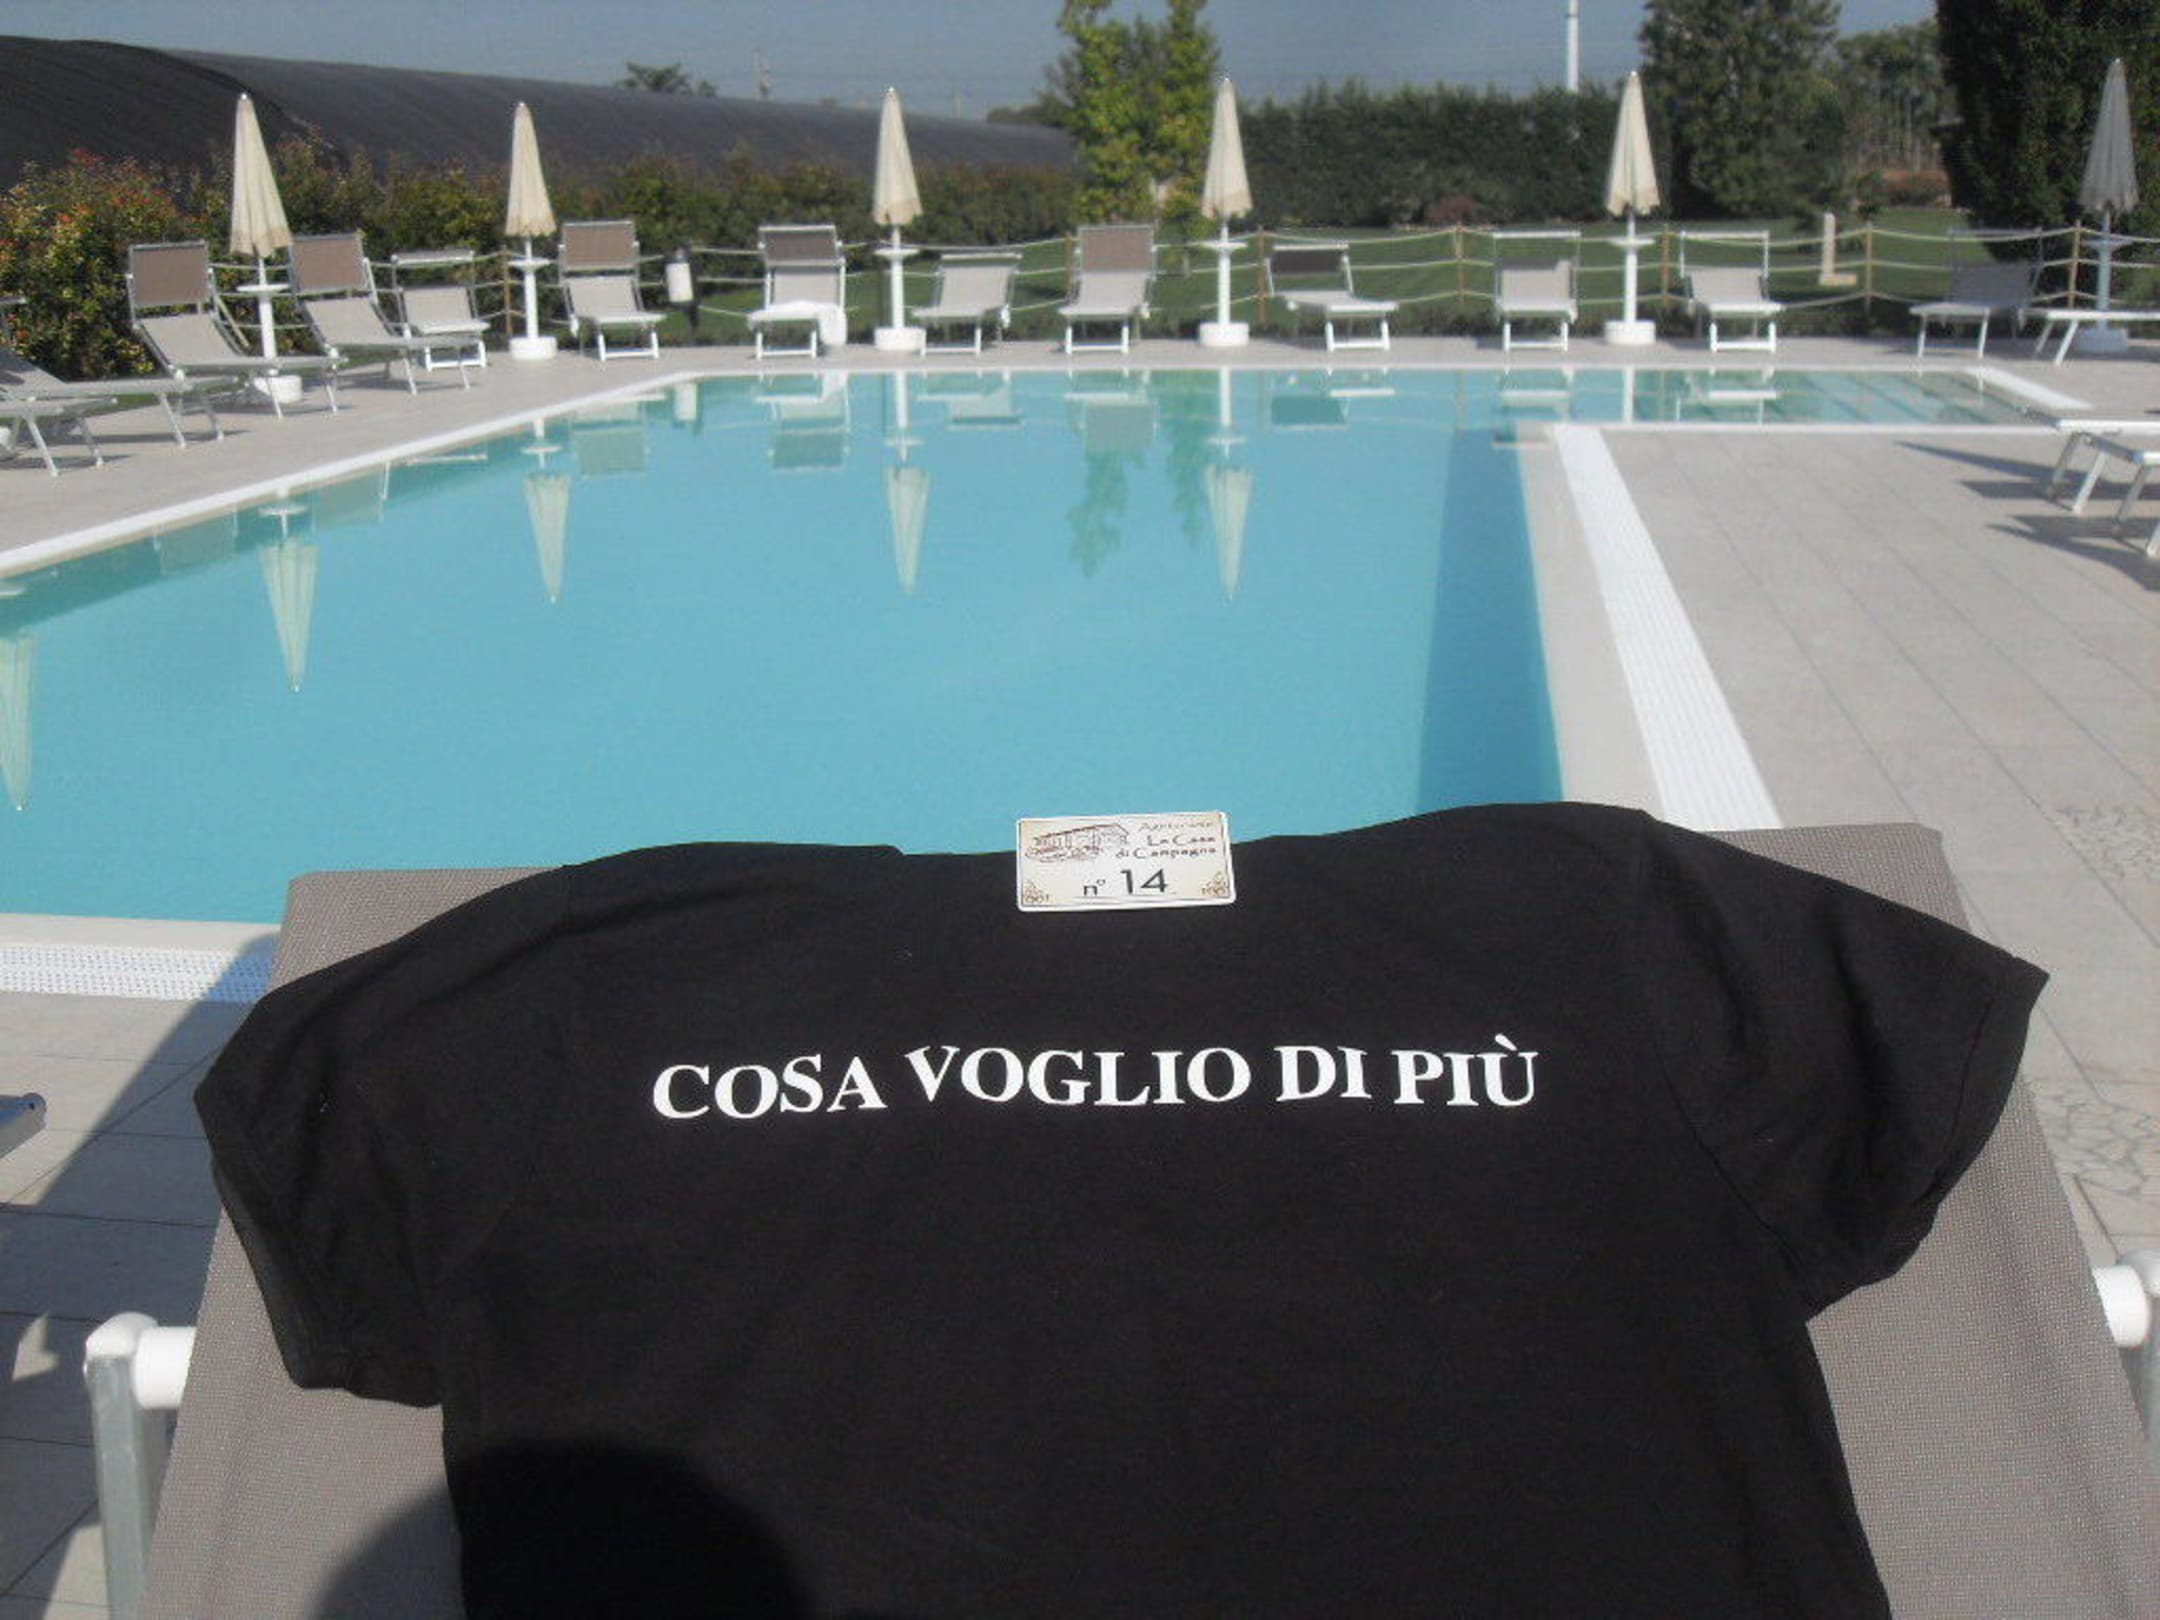 Agriturismo
La Casa
di Campagna
n° 14
COSA VOGLIO DI PIÙ